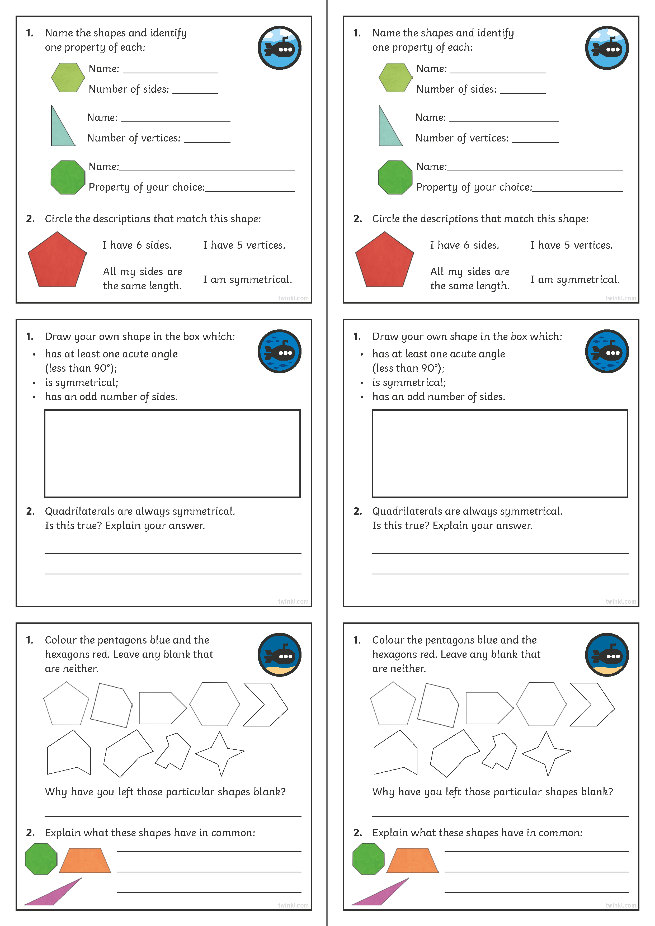 1. Name the shapes and identify
one property of each:
Name:
Number of sides:
Name:
Number of vertices:
Name:
Property of your choice:
2. Circle the descriptions that match this shape:
I have 6 sides. I have 5 vertices.
All my sides are
the same length.
I am symmetrical.
twinkl.com
1. Name the shapes and identify
one property of each:
Name:
Number of sides:
Name:
Number of vertices:
Name:
Property of your choice:
2. Circle the descriptions that match this shape:
I have 6 sides. I have 5 vertices.
All my sides are
the same length.
I am symmetrical.
twinkl.com
1. Draw your own shape in the box which:
• has at least one acute angle
(less than 90°);
• is symmetrical;
• has an odd number of sides.
2. Quadrilaterals are always symmetrical.
Is this true? Explain your answer.
twinkl.com
1. Draw your own shape in the box which:
• has at least one acute angle
(less than 90°);
• is symmetrical;
• has an odd number of sides.
2. Quadrilaterals are always symmetrical.
Is this true? Explain your answer.
twinkl.com
1. Colour the pentagons blue and the
hexagons red. Leave any blank that
are neither.
Why have you left those particular shapes blank?
2. Explain what these shapes have in common:
twinkl.com
1. Colour the pentagons blue and the
hexagons red. Leave any blank that
are neither.
Why have you left those particular shapes blank?
2. Explain what these shapes have in common:
twinkl.com